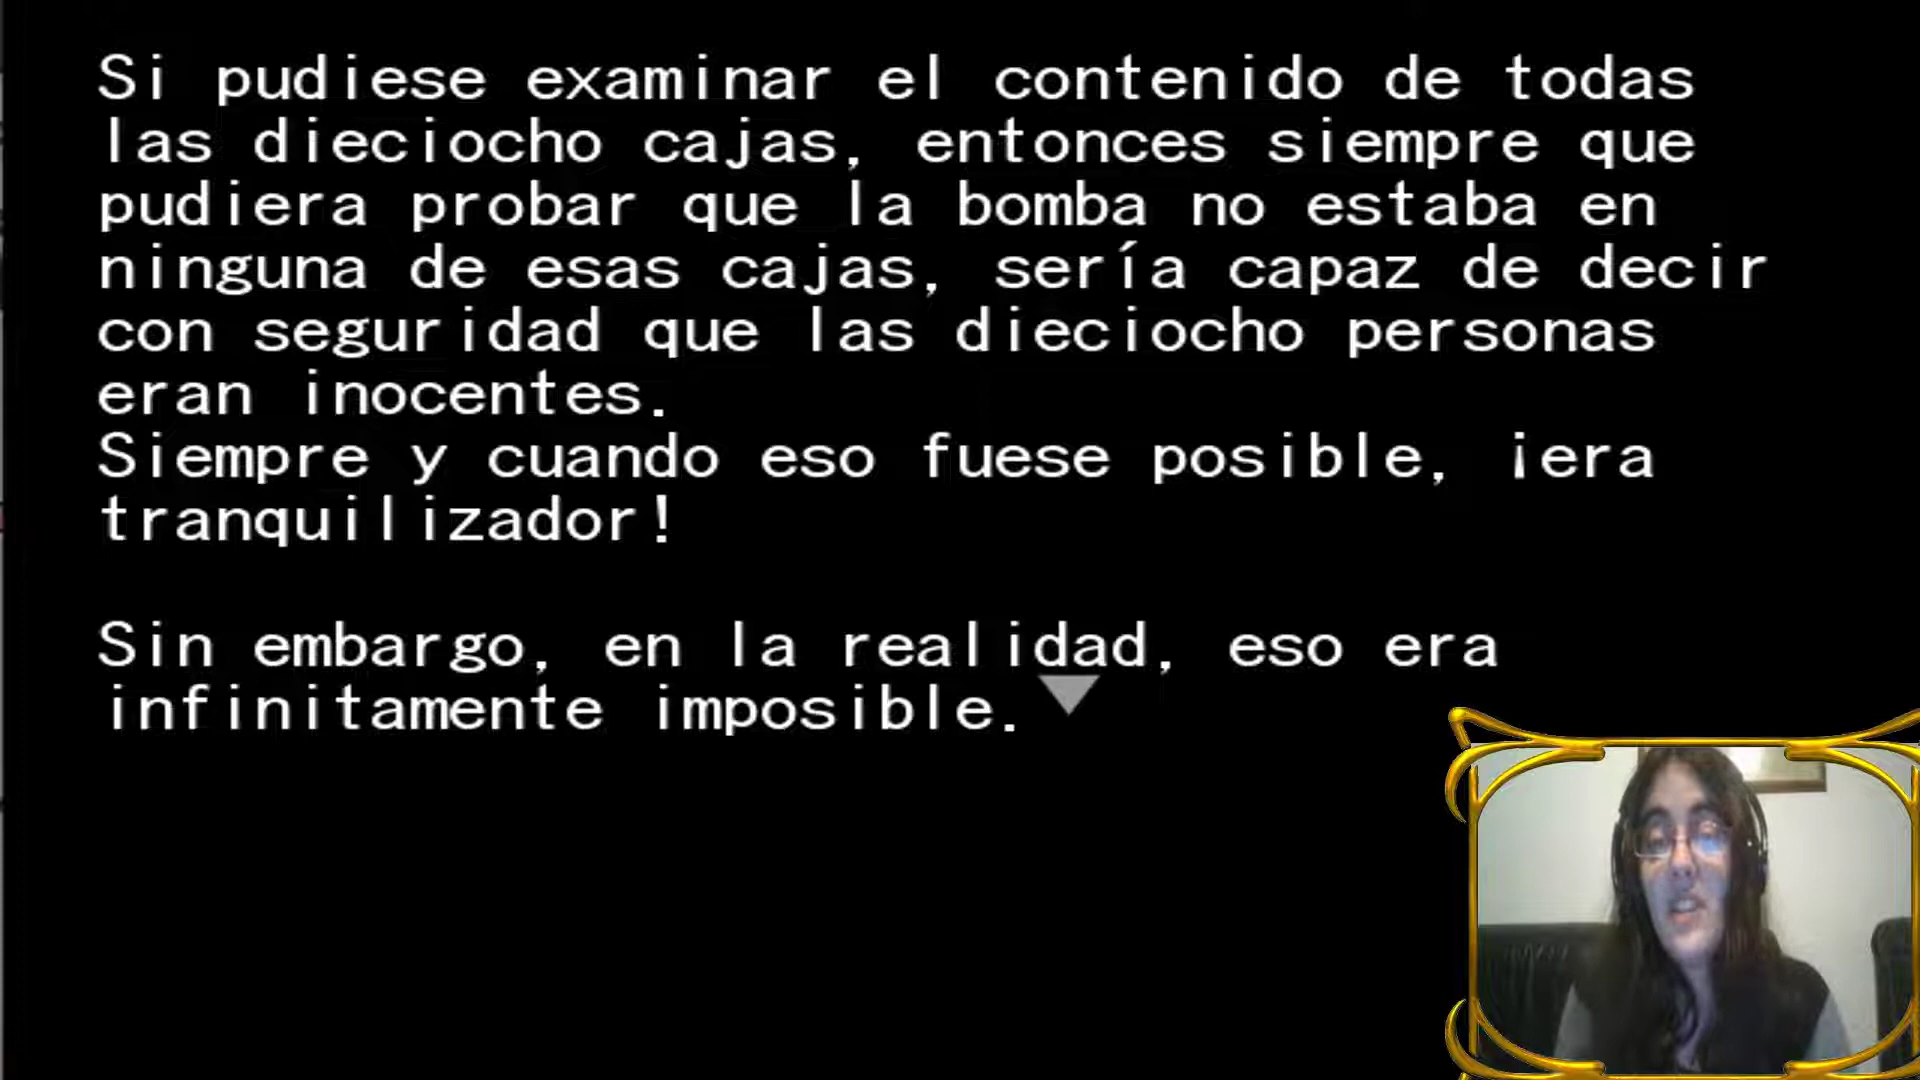 Si pudiese examinar el contenido de todas
las dieciocho cajas, entonces siempre que
pudiera probar que la bomba no estaba en
ninguna de esas cajas, sería capaz de decir
con seguridad que las dieciocho personas
eran inocentes.
Siempre y cuando eso fuese posible, ¡era
tranquilizador!
Sin embargo, en la realidad, eso era
infinitamente imposible.